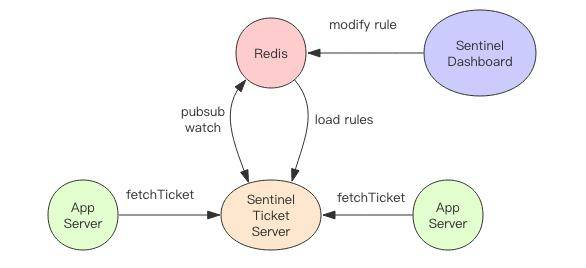 modify rule
Redis
Sentinel
Dashboard
pubsub
watch
load rules
App
Server
fetchTicket
Sentinel
Ticket
Server
fetchTicket
App
Server